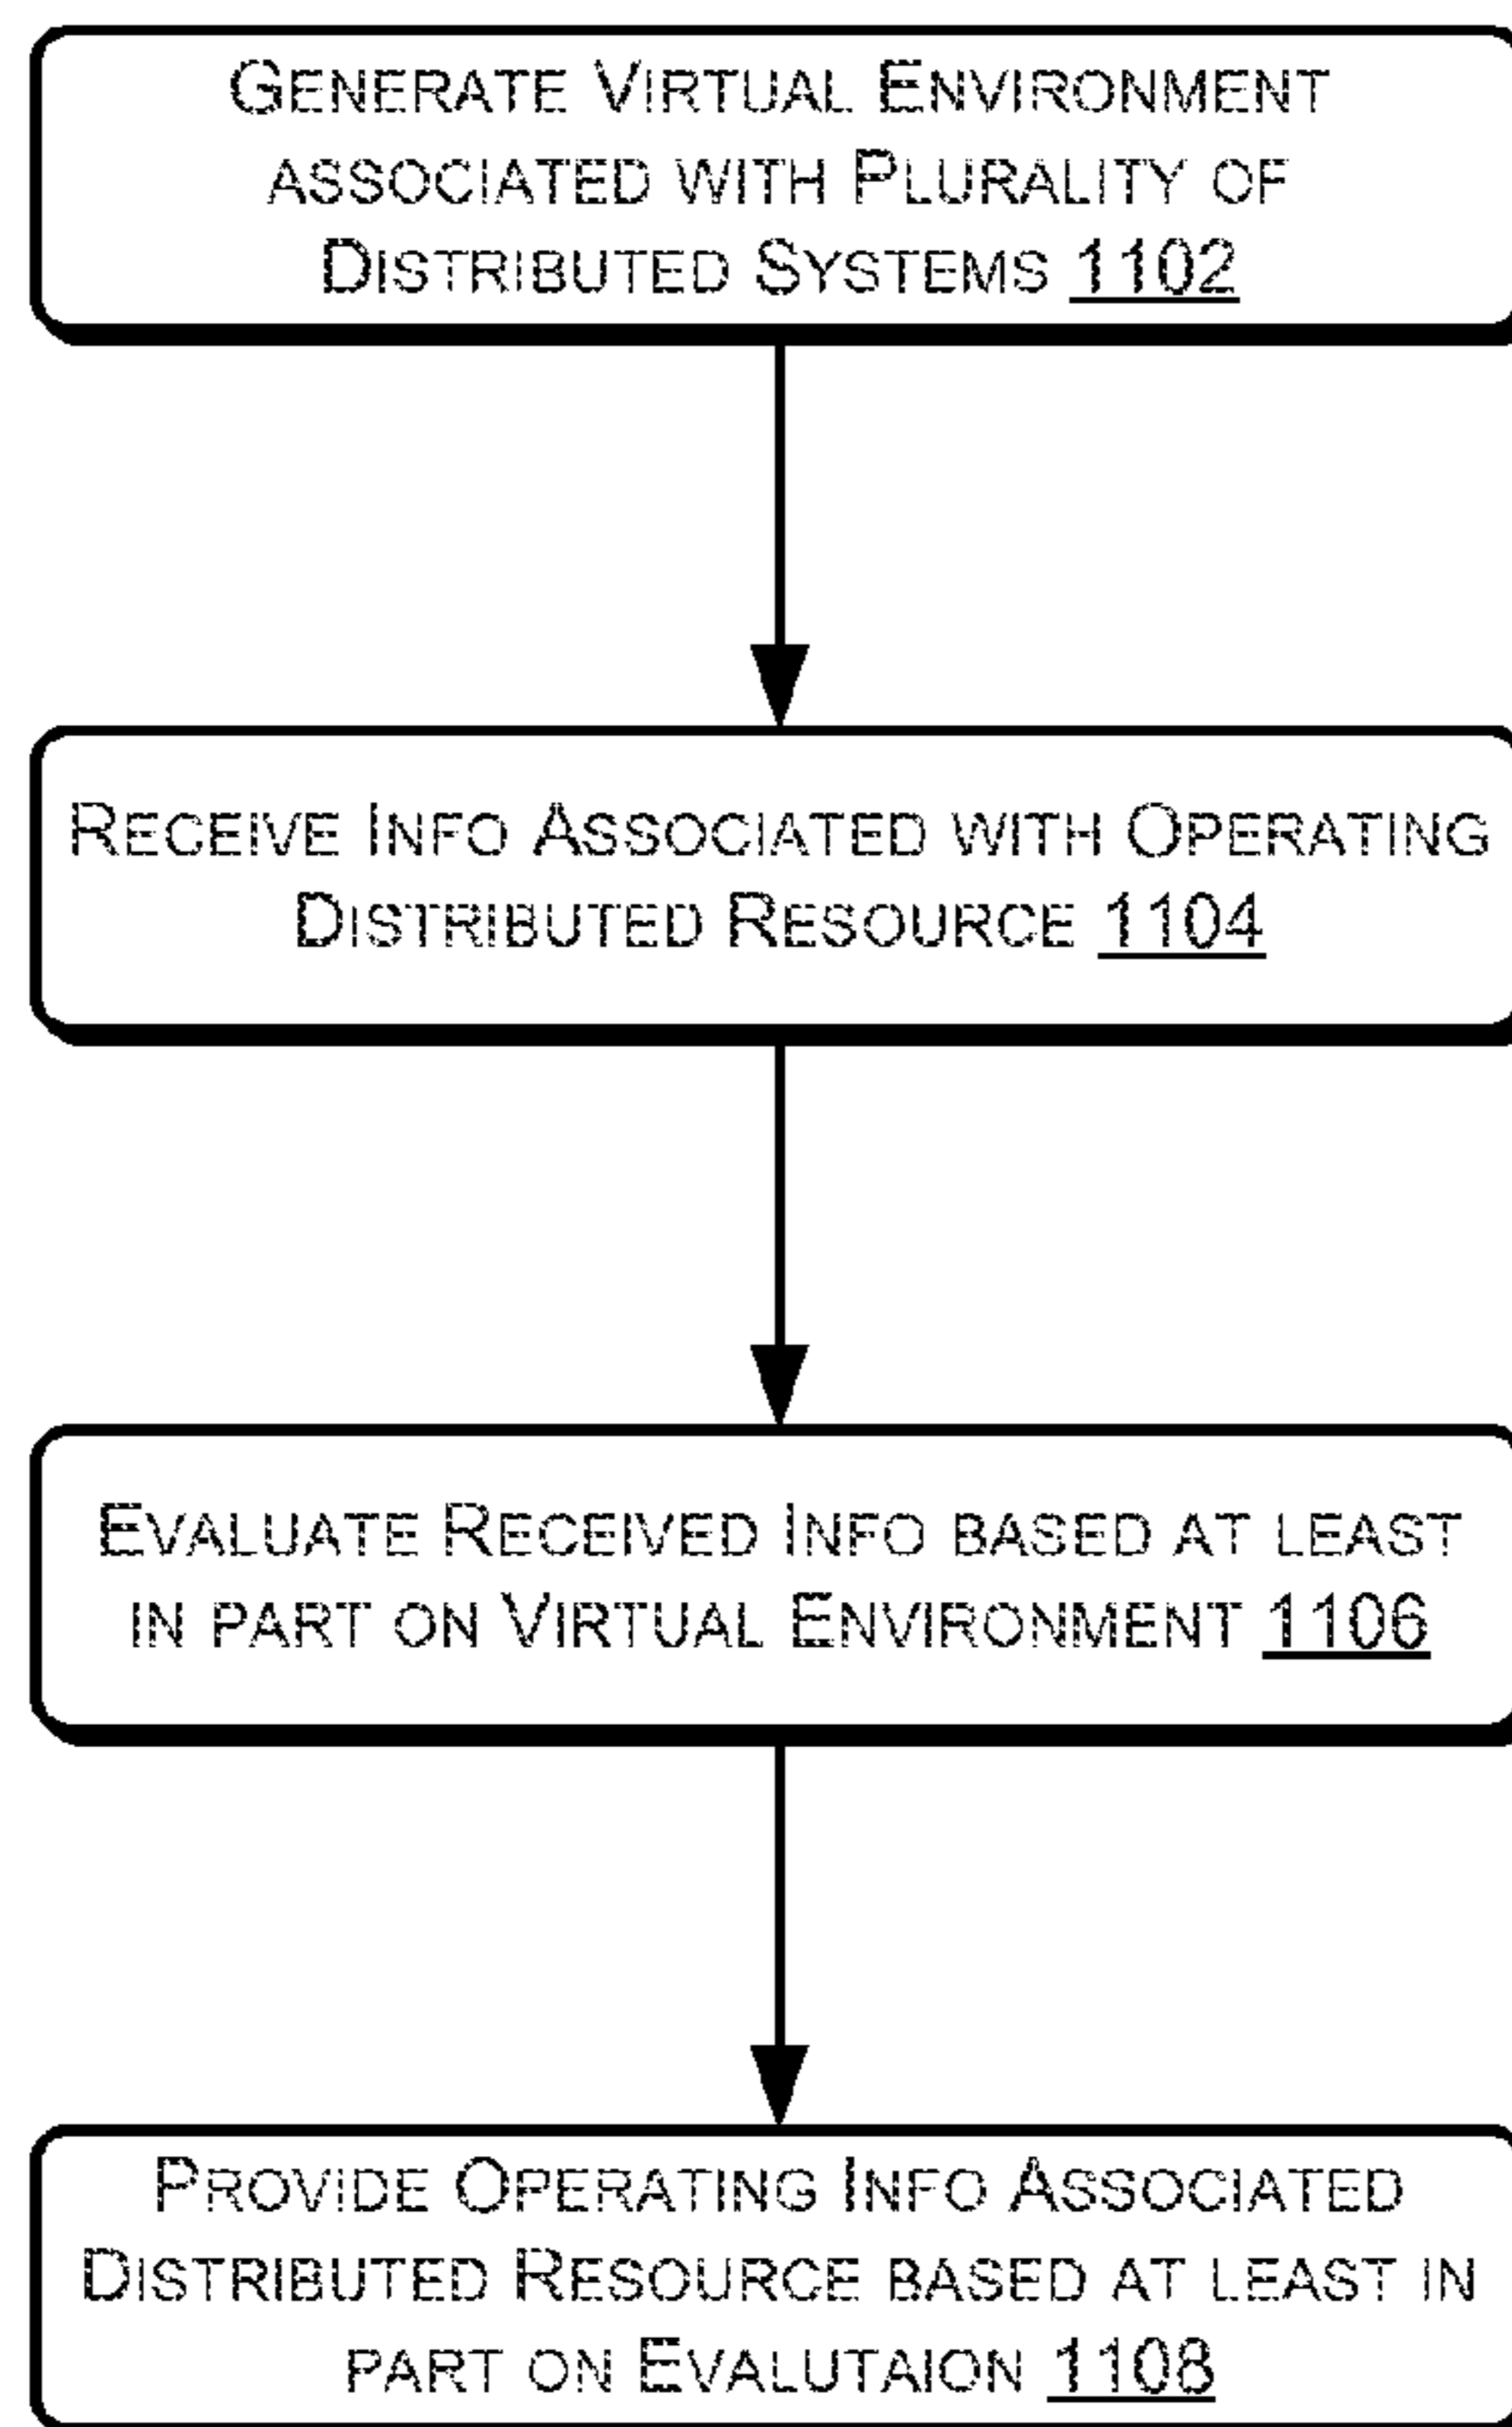 GENERATE VIRTUAL ENVIRONMENT
ASSOCIATED WITH PLURALITY OF
DISTRIBUTED SYSTEMS 1102
RECEIVE INFO ASSOCIATED WITH OPERATING
DISTRIBUTED RESOURCE 1104
EVALUATE RECEIVED INFO BASED AT LEAST
IN PART ON VIRTUAL ENVIRONMENT 1106
PROVIDE OPERATING INFO ASSOCIATED
DISTRIBUTED RESOURCE BASED AT LEAST IN
PART ON EVALUTAION 1108